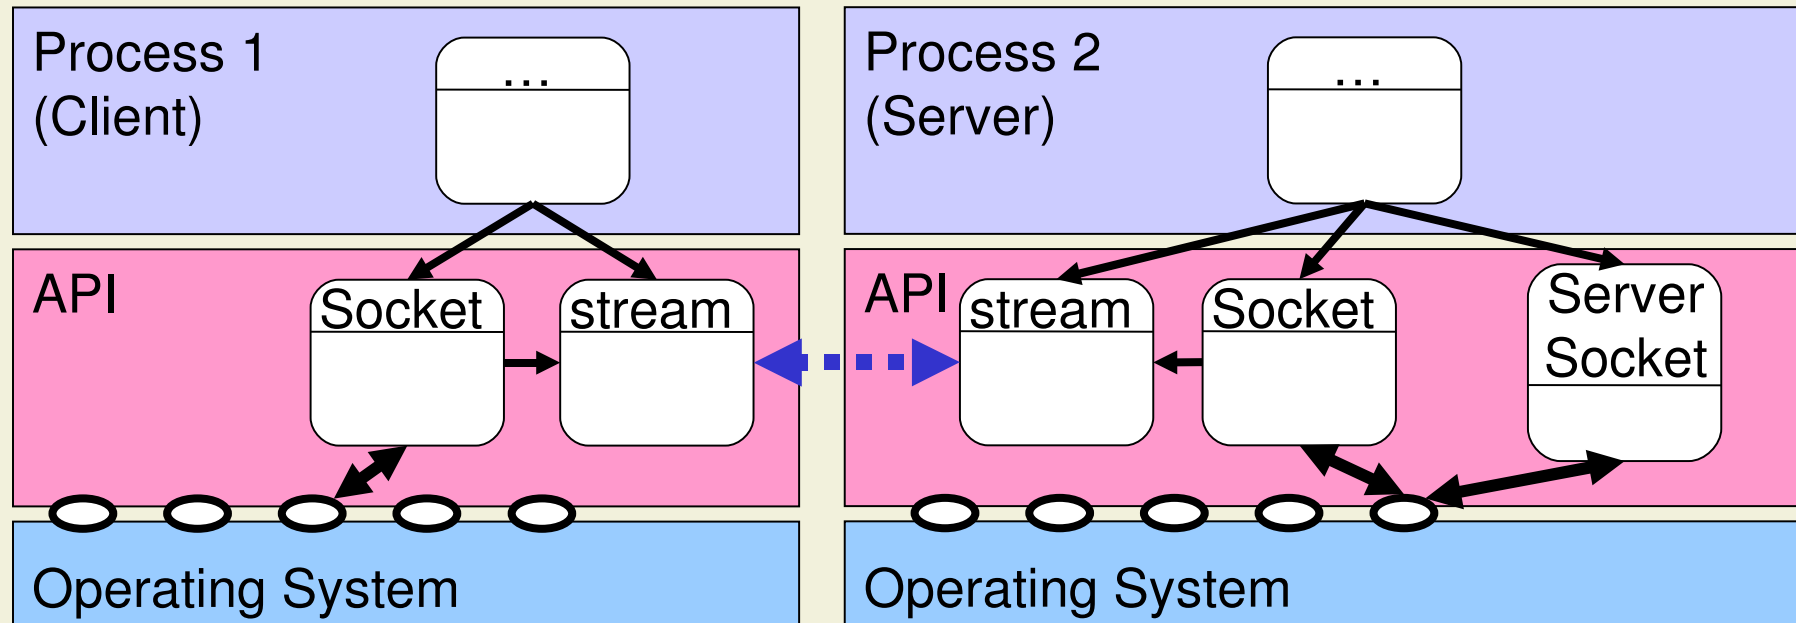 Process 1
(Client)
...
Process 2
(Server)
...
API
Socket
stream
API
stream
Socket
Server
Socket
Operating System
Operating System